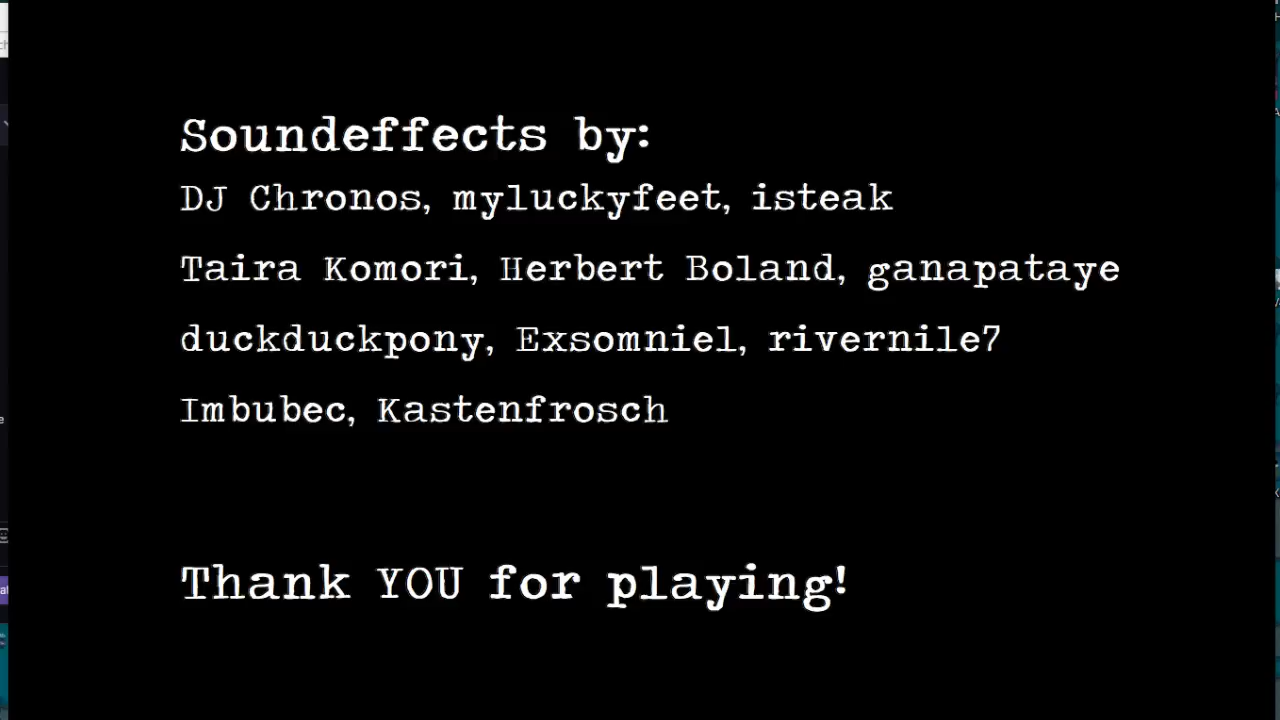 Soundeffects by:
DJ Chronos, myluckyfeet, isteak
Taira Komori, Herbert Boland, ganapataye
duckduckpony, Exsomniel, rivernile7
Imbubec, Kastenfrosch
Thank YOU for playing!